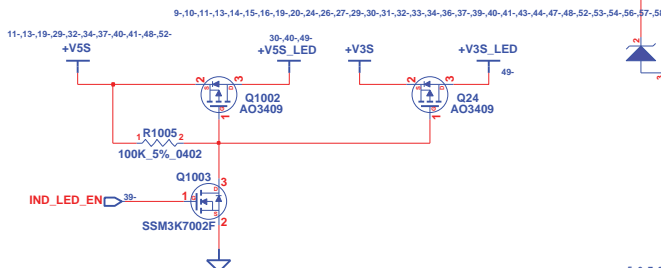 9-,10-,11-,13-,14-,15-,16-,19-,20-,24-,26-,27-,29-,30-,31-,32-,33-,34-,36-,37-,39-,40-,41-,43-,44-,47-,48-,52-,53-,54-,56-,57-,58
11-,13-,19-,29-,32-,34-,37-,40-,41-,48-,52-
+V5S
30-,40-,49-
+V5S_LED
+V3S
+V3S_LED
49-
2
2 3
S D
G
1
Q1002
AO3409
2 3
S D
G
1
Q24
AO3409
1 R1005 2
100K_5%_0402
Q1003
3
D
IND_LED_EN 39- 1 G
S
2
SSM3K7002F